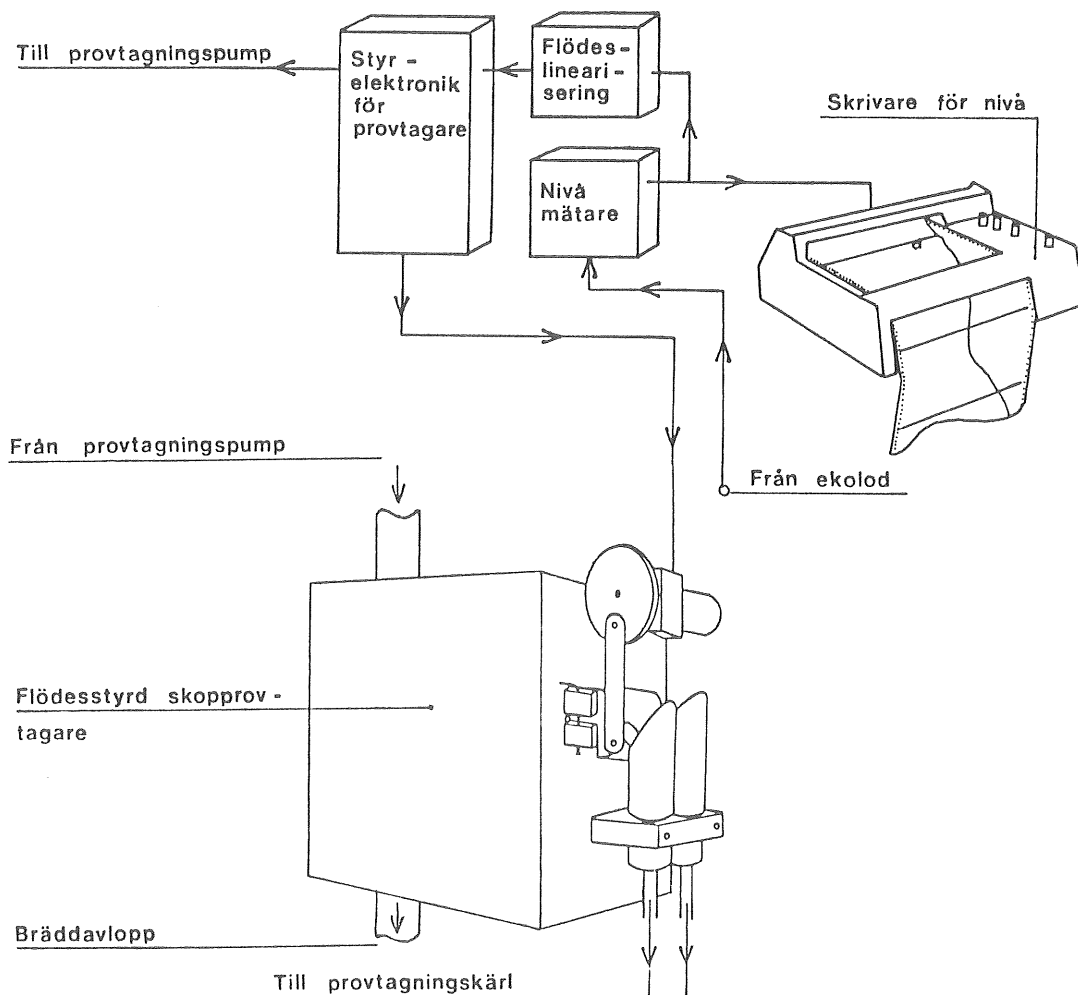 Till provtagningspump
Styr-
elektronik
för
provtagare
Flödes-
lineari-
sering
Skrivare för nivå
Nivå
mätare
Från provtagningspump
Från ekolod
Flödesstyrd skopprov-
tagare
Bräddavlopp
Till provtagningskärl